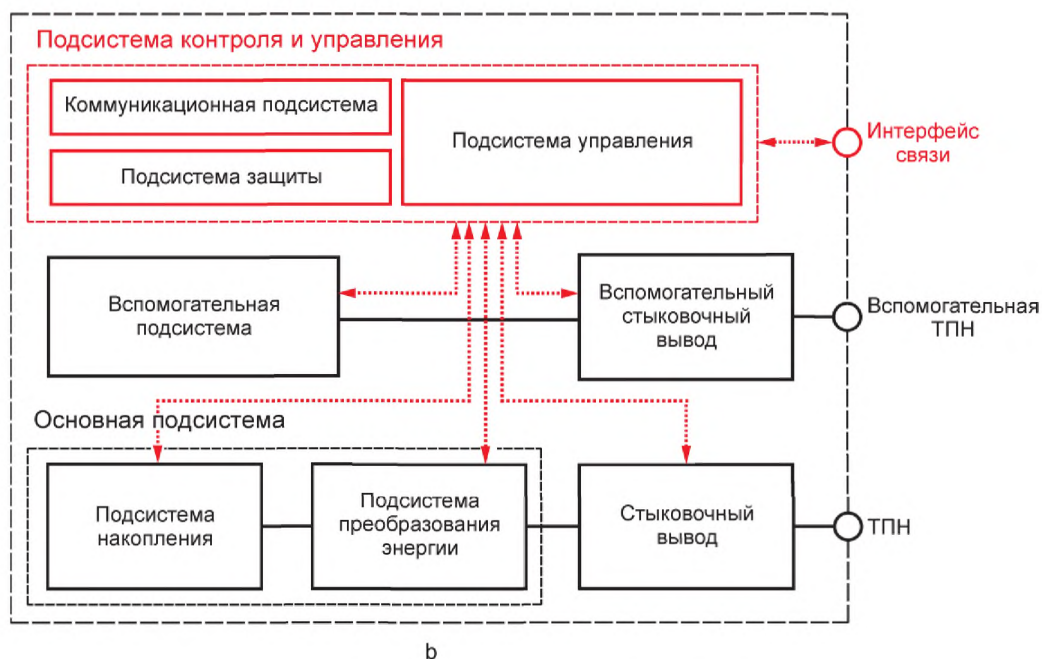 Подсистема контроля и управления
Коммуникационная подсистема
Подсистема защиты
Подсистема управления
Интерфейс
связи
Вспомогательная
подсистема
Вспомогательный
стыковочный
вывод
Вспомогательная
ТПН
Основная подсистема
Подсистема
накопления
Подсистема
преобразования
энергии
Стыковочный
вывод
ТПН
b